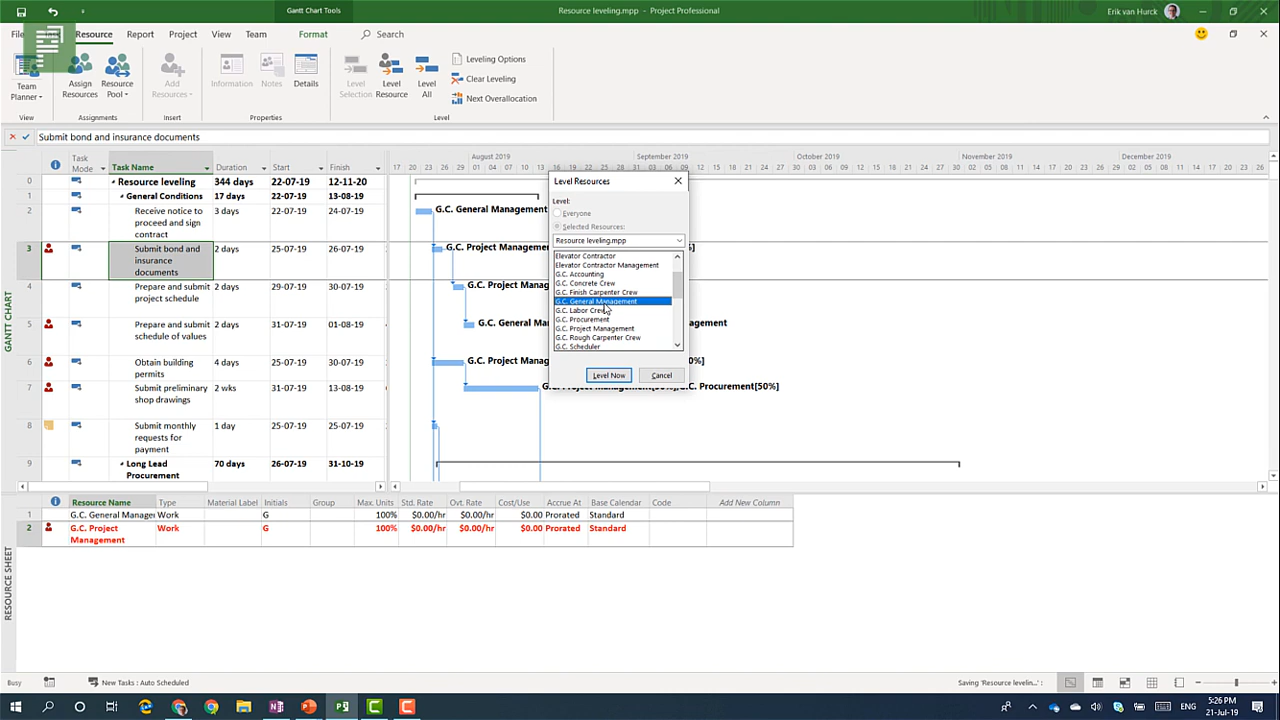 Gantt Chart Tools
Resource leveling.mpp - Project Professional
Erik van Hurck
Resource Report Project View Team Format Search
Team Planner
Assign Resources
Resource Pool
Add Resources
Information
Notes
Details
Level Selection
Level Resource
Level All
Leveling Options
Clear Leveling
Next Overallocation
View Assignments Insert Properties Level
Submit bond and insurance documents
Task Mode Task Name Duration Start Finish
August 2019 September 2019 October 2019 November 2019 December 2019
17 20 23 26 29 01 04 07 10 13
0 Resource leveling 344 days 22-07-19 12-11-20
1 General Conditions 17 days 22-07-19 13-08-19
2 Receive notice to proceed and sign contract 3 days 22-07-19 24-07-19
3 Submit bond and insurance documents 2 days 25-07-19 26-07-19
4 Prepare and submit project schedule 2 days 29-07-19 30-07-19
5 Prepare and submit schedule of values 2 days 31-07-19 01-08-19
6 Obtain building permits 4 days 25-07-19 30-07-19
7 Submit preliminary shop drawings 2 wks 31-07-19 13-08-19
8 Submit monthly requests for payment 1 day 25-07-19 25-07-19
9 Long Lead Procurement 70 days 26-07-19 31-10-19
GANTT CHART
G.C. General Management
Level Resources
Level:
Everyone
Selected Resources:
Resource leveling.mpp
Elevator Contractor
Elevator Contractor Management
G.C. Accounting
G.C. Concrete Crew
G.C. Finish Carpenter Crew
G.C. General Management
G.C. Labor Crew
G.C. Procurement
G.C. Project Management
G.C. Rough Carpenter Crew
G.C. Scheduler
Level Now Cancel
Resource Name Type Material Label Initials Group Max. Units Std. Rate Ovt. Rate Cost/Use Accrue At Base Calendar Code Add New Column
1 G.C. General Manager Work G 100% $0.00/hr $0.00/hr $0.00 Prorated Standard
2 G.C. Project Management Work G 100% $0.00/hr $0.00/hr $0.00 Prorated Standard
RESOURCE SHEET
Busy New Tasks : Auto Scheduled
Saving 'Resource levelin...' :
ENG
5:26 PM
21-Jul-19